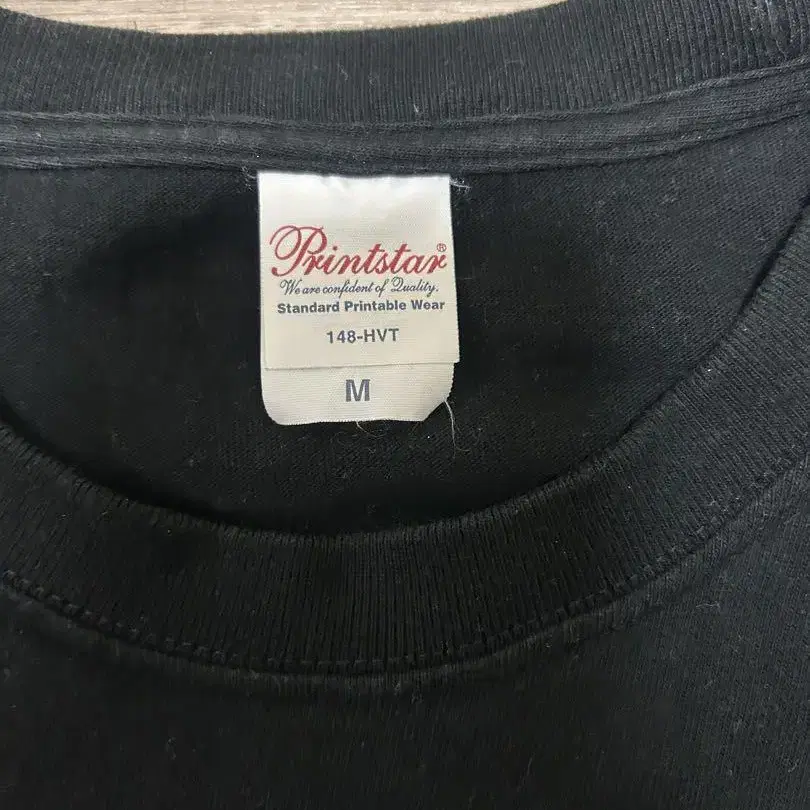 Printstar®
We are confident of Quality.
Standard Printable Wear
148-HVT
M